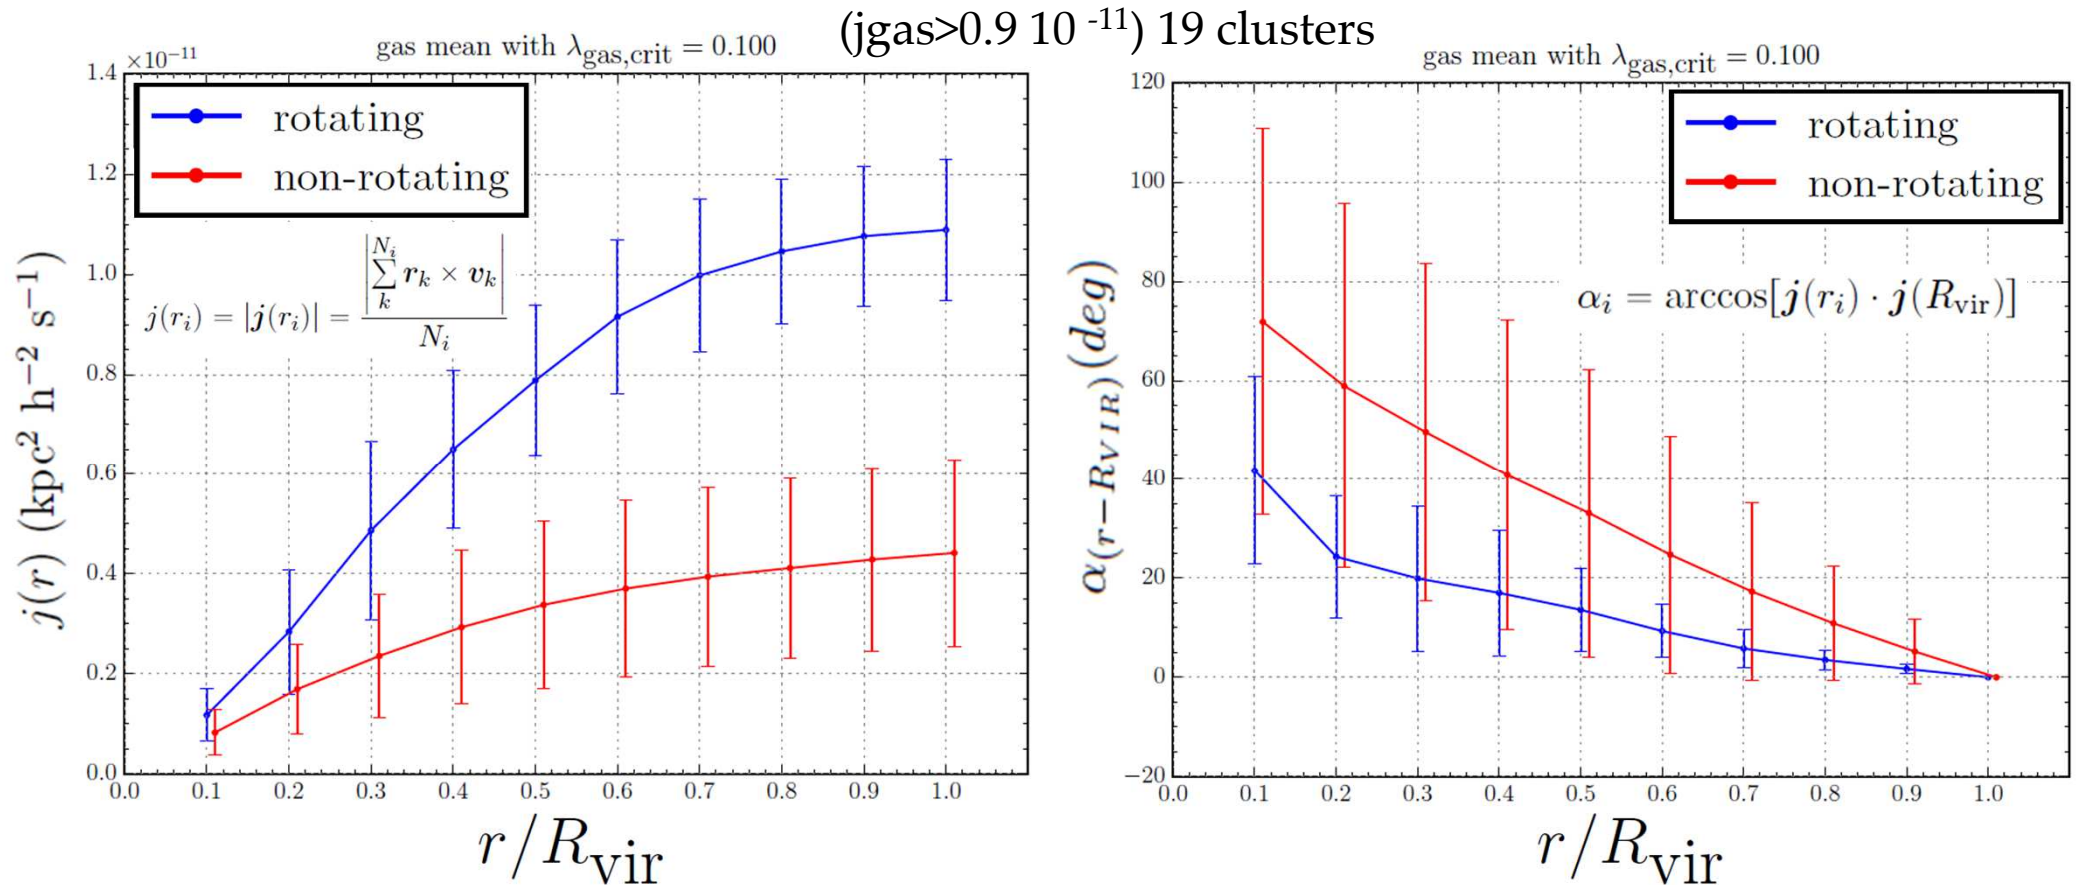 (jgas>0.9 10 -11) 19 clusters
×10−11
gas mean with λgas,crit = 0.100
1.4
1.2
1.0
0.8
0.6
0.4
0.2
0.0
rotating
non-rotating
j(ri) = |j(ri)| = |∑ Ni k rk × vk| / Ni
j(r) (kpc2 h−2 s−1)
0.0 0.1 0.2 0.3 0.4 0.5 0.6 0.7 0.8 0.9 1.0
r/Rvir
gas mean with λgas,crit = 0.100
120
100
80
60
40
20
0
−20
rotating
non-rotating
αi = arccos[j(ri) · j(Rvir)]
α(r−RVIR)(deg)
0.0 0.1 0.2 0.3 0.4 0.5 0.6 0.7 0.8 0.9 1.0
r/Rvir